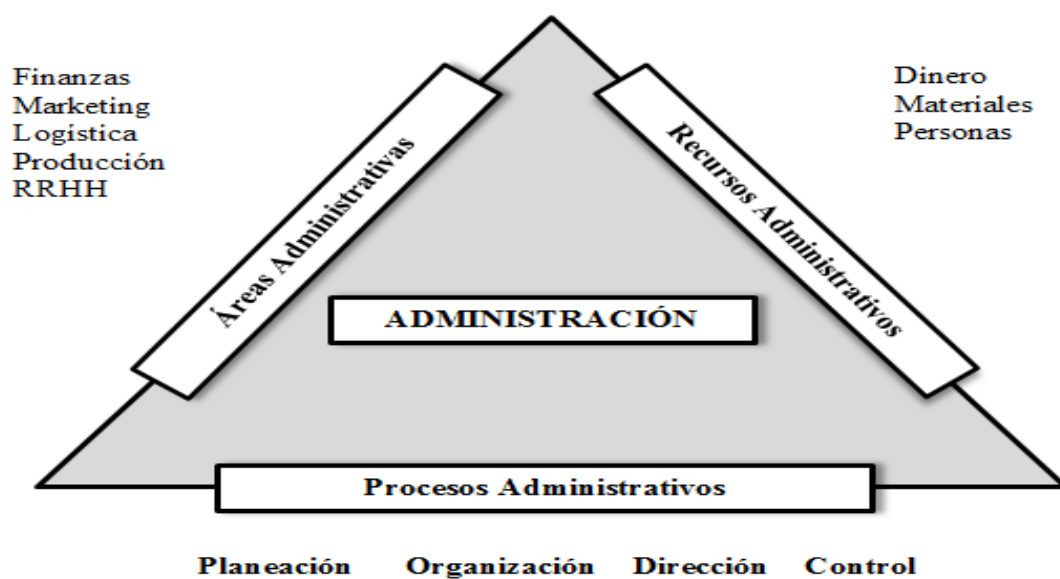 Finanzas
Marketing
Logística
Producción
RRHH
Dinero
Materiales
Personas
Áreas Administrativas
Recursos Administrativos
ADMINISTRACIÓN
Procesos Administrativos
Planeación Organización Dirección Control